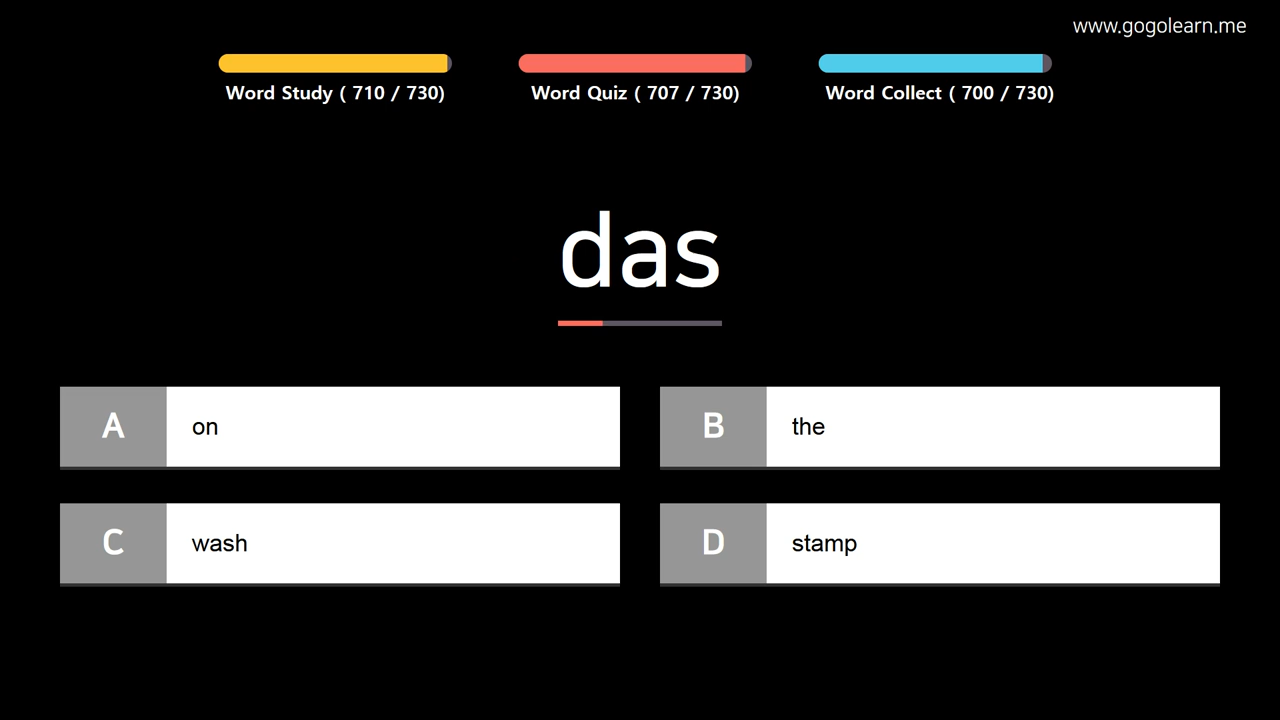 www.gogolearn.me
Word Study ( 710 / 730)
Word Quiz ( 707 / 730)
Word Collect ( 700 / 730)
das
A
on
B
the
C
wash
D
stamp